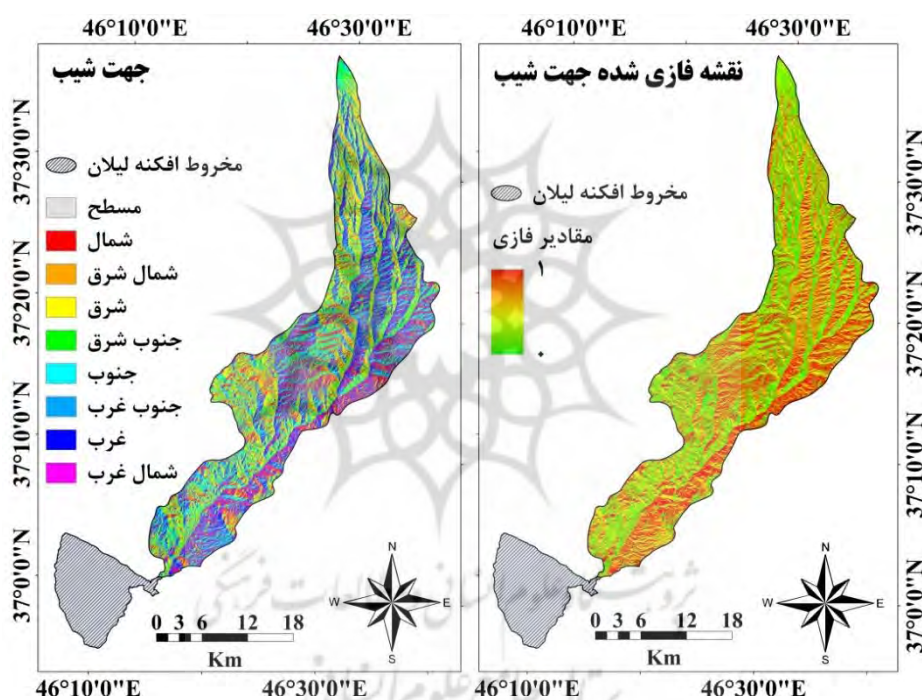 46°10'0"E 46°30'0"E
جهت شیب
مخروط افکنه لیلان
مسطح
شمال
شمال شرق
شرق
جنوب شرق
جنوب
جنوب غرب
غرب
شمال غرب
37°30'0"N
37°20'0"N
37°10'0"N
37°0'0"N
N
W E
S
0 3 6 12 18
Km
46°10'0"E 46°30'0"E
46°10'0"E 46°30'0"E
نقشه فازی شده جهت شیب
مخروط افکنه لیلان
مقادیر فازی
۱
۰
37°30'0"N
37°20'0"N
37°10'0"N
37°0'0"N
N
W E
S
0 3 6 12 18
Km
46°10'0"E 46°30'0"E